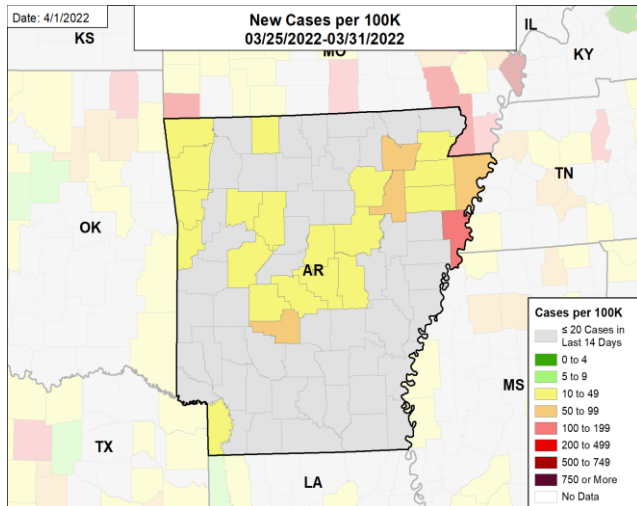 Date: 4/1/2022
New Cases per 100K
03/25/2022-03/31/2022
KS
MO
IL
KY
OK
AR
TN
TX
LA
MS
Cases per 100K
≤ 20 Cases in
Last 14 Days
0 to 4
5 to 9
10 to 49
50 to 99
100 to 199
200 to 499
500 to 749
750 or More
No Data